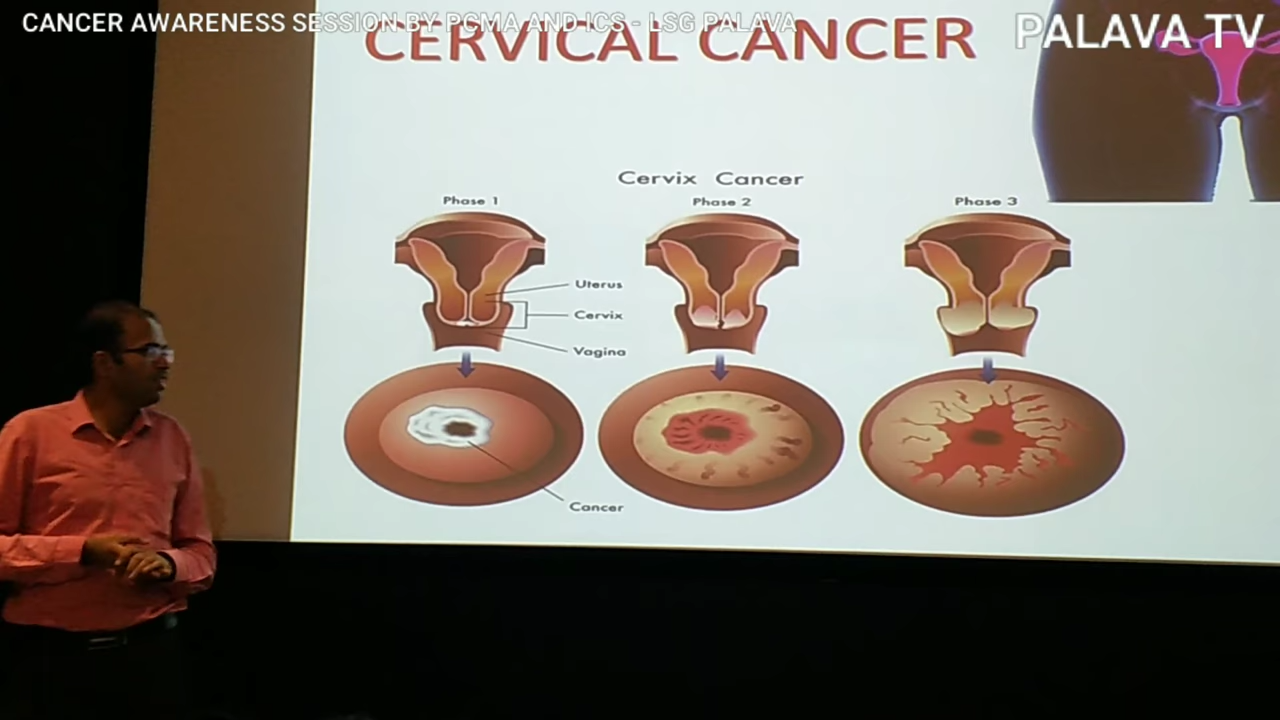 CANCER AWARENESS SESSION BY PCMA AND ICS - LSG PALAVA
PALAVA TV
CERVICAL CANCER
Cervix Cancer
Phase 1
Phase 2
Phase 3
Uterus
Cervix
Vagina
Cancer